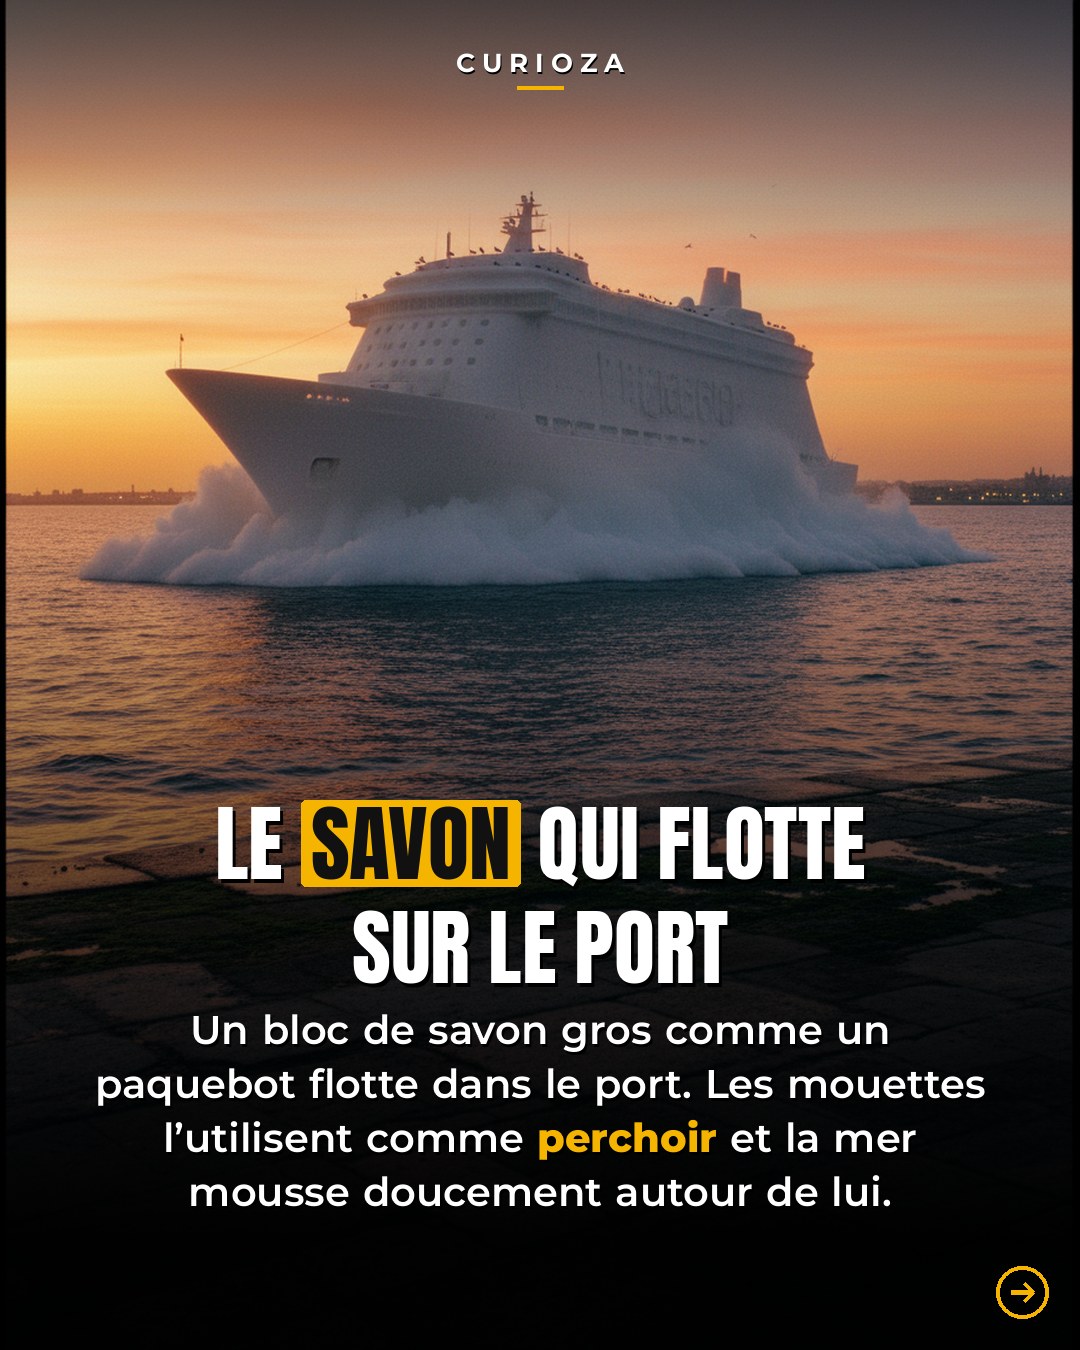 CURIOZA
LE SAVON QUI FLOTTE
SUR LE PORT
Un bloc de savon gros comme un
paquebot flotte dans le port. Les mouettes
l’utilisent comme perchoir et la mer
mousse doucement autour de lui.